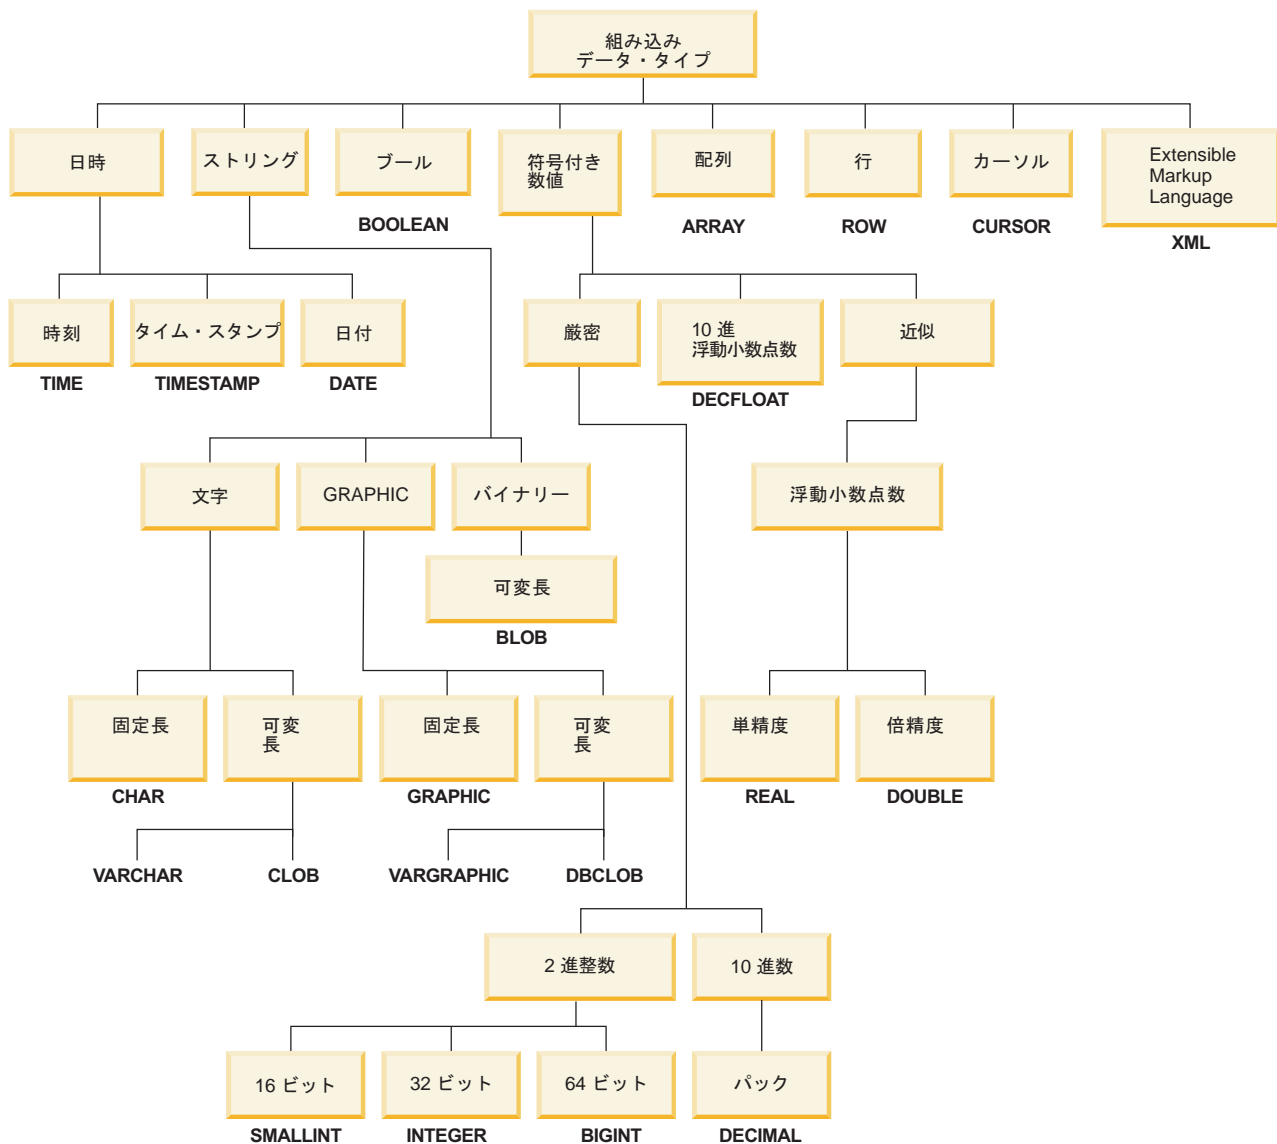 組み込み
データ・タイプ
日時
ストリング
ブール
符号付き
数値
配列
行
カーソル
Extensible
Markup
Language
BOOLEAN
ARRAY
ROW
CURSOR
XML
時刻
タイム・スタンプ
日付
厳密
10 進
浮動小数点数
近似
TIME
TIMESTAMP
DATE
DECFLOAT
文字
GRAPHIC
バイナリー
浮動小数点数
可変長
BLOB
固定長
可変
長
固定長
可変
長
単精度
倍精度
CHAR
GRAPHIC
REAL
DOUBLE
VARCHAR
CLOB
VARGRAPHIC
DBCLOB
2 進整数
10 進数
16 ビット
32 ビット
64 ビット
パック
SMALLINT
INTEGER
BIGINT
DECIMAL